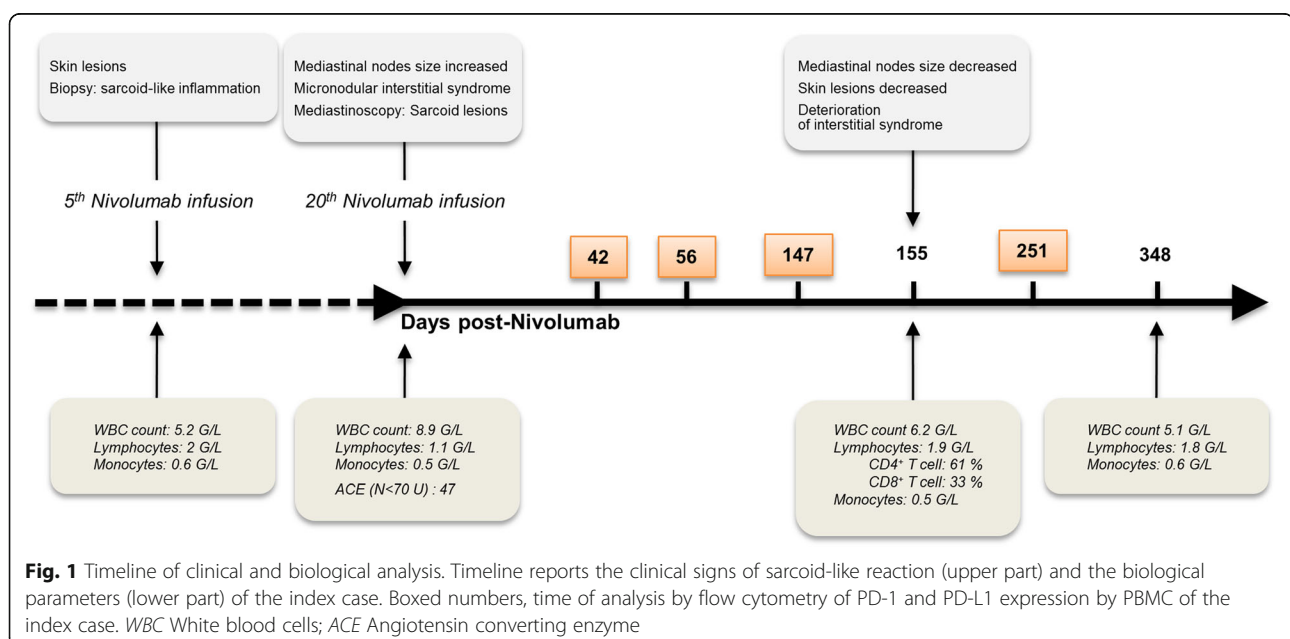 Skin lesions
Biopsy: sarcoid-like inflammation
Mediastinal nodes size increased
Micronodular interstitial syndrome
Mediastinoscopy: Sarcoid lesions
Mediastinal nodes size decreased
Skin lesions decreased
Deterioration
of interstitial syndrome
5th Nivolumab infusion
20th Nivolumab infusion
42
56
147
155
251
348
Days post-Nivolumab
WBC count: 5.2 G/L
Lymphocytes: 2 G/L
Monocytes: 0.6 G/L
WBC count: 8.9 G/L
Lymphocytes: 1.1 G/L
Monocytes: 0.5 G/L
ACE (N<70 U) : 47
WBC count 6.2 G/L
Lymphocytes: 1.9 G/L
CD4+ T cell: 61 %
CD8+ T cell: 33 %
Monocytes: 0.5 G/L
WBC count 5.1 G/L
Lymphocytes: 1.8 G/L
Monocytes: 0.6 G/L
Fig. 1 Timeline of clinical and biological analysis. Timeline reports the clinical signs of sarcoid-like reaction (upper part) and the biological
parameters (lower part) of the index case. Boxed numbers, time of analysis by flow cytometry of PD-1 and PD-L1 expression by PBMC of the
index case. WBC White blood cells; ACE Angiotensin converting enzyme